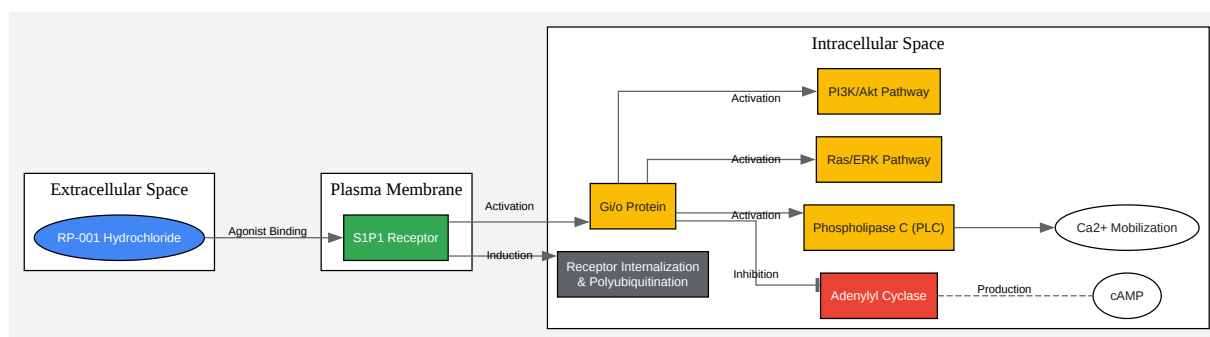 Extracellular Space
RP-001 Hydrochloride
Agonist Binding
Plasma Membrane
S1P1 Receptor
Activation
Induction
Intracellular Space
Gi/o Protein
Receptor Internalization
& Polyubiquitination
Activation
PI3K/Akt Pathway
Activation
Ras/ERK Pathway
Activation
Phospholipase C (PLC)
Ca2+ Mobilization
Inhibition
Adenylyl Cyclase
Production
cAMP